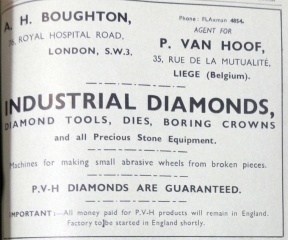 A. H. BOUGHTON,
ROYAL HOSPITAL ROAD,
LONDON, S.W.3.
Phone: FLAxman 4814.
AGENT FOR
P. VAN HOOF,
35, RUE DE LA MUTUALITÉ,
LIEGE (Belgium).
INDUSTRIAL DIAMONDS,
DIAMOND TOOLS, DIES, BORING CROWNS
and all Precious Stone Equipment.
Machines for making small abrasive wheels from broken pieces.
P.V-H DIAMONDS ARE GUARANTEED.
IMPORTANT:—All money paid for P.V-H products will remain in England.
Factory to be started in England shortly.